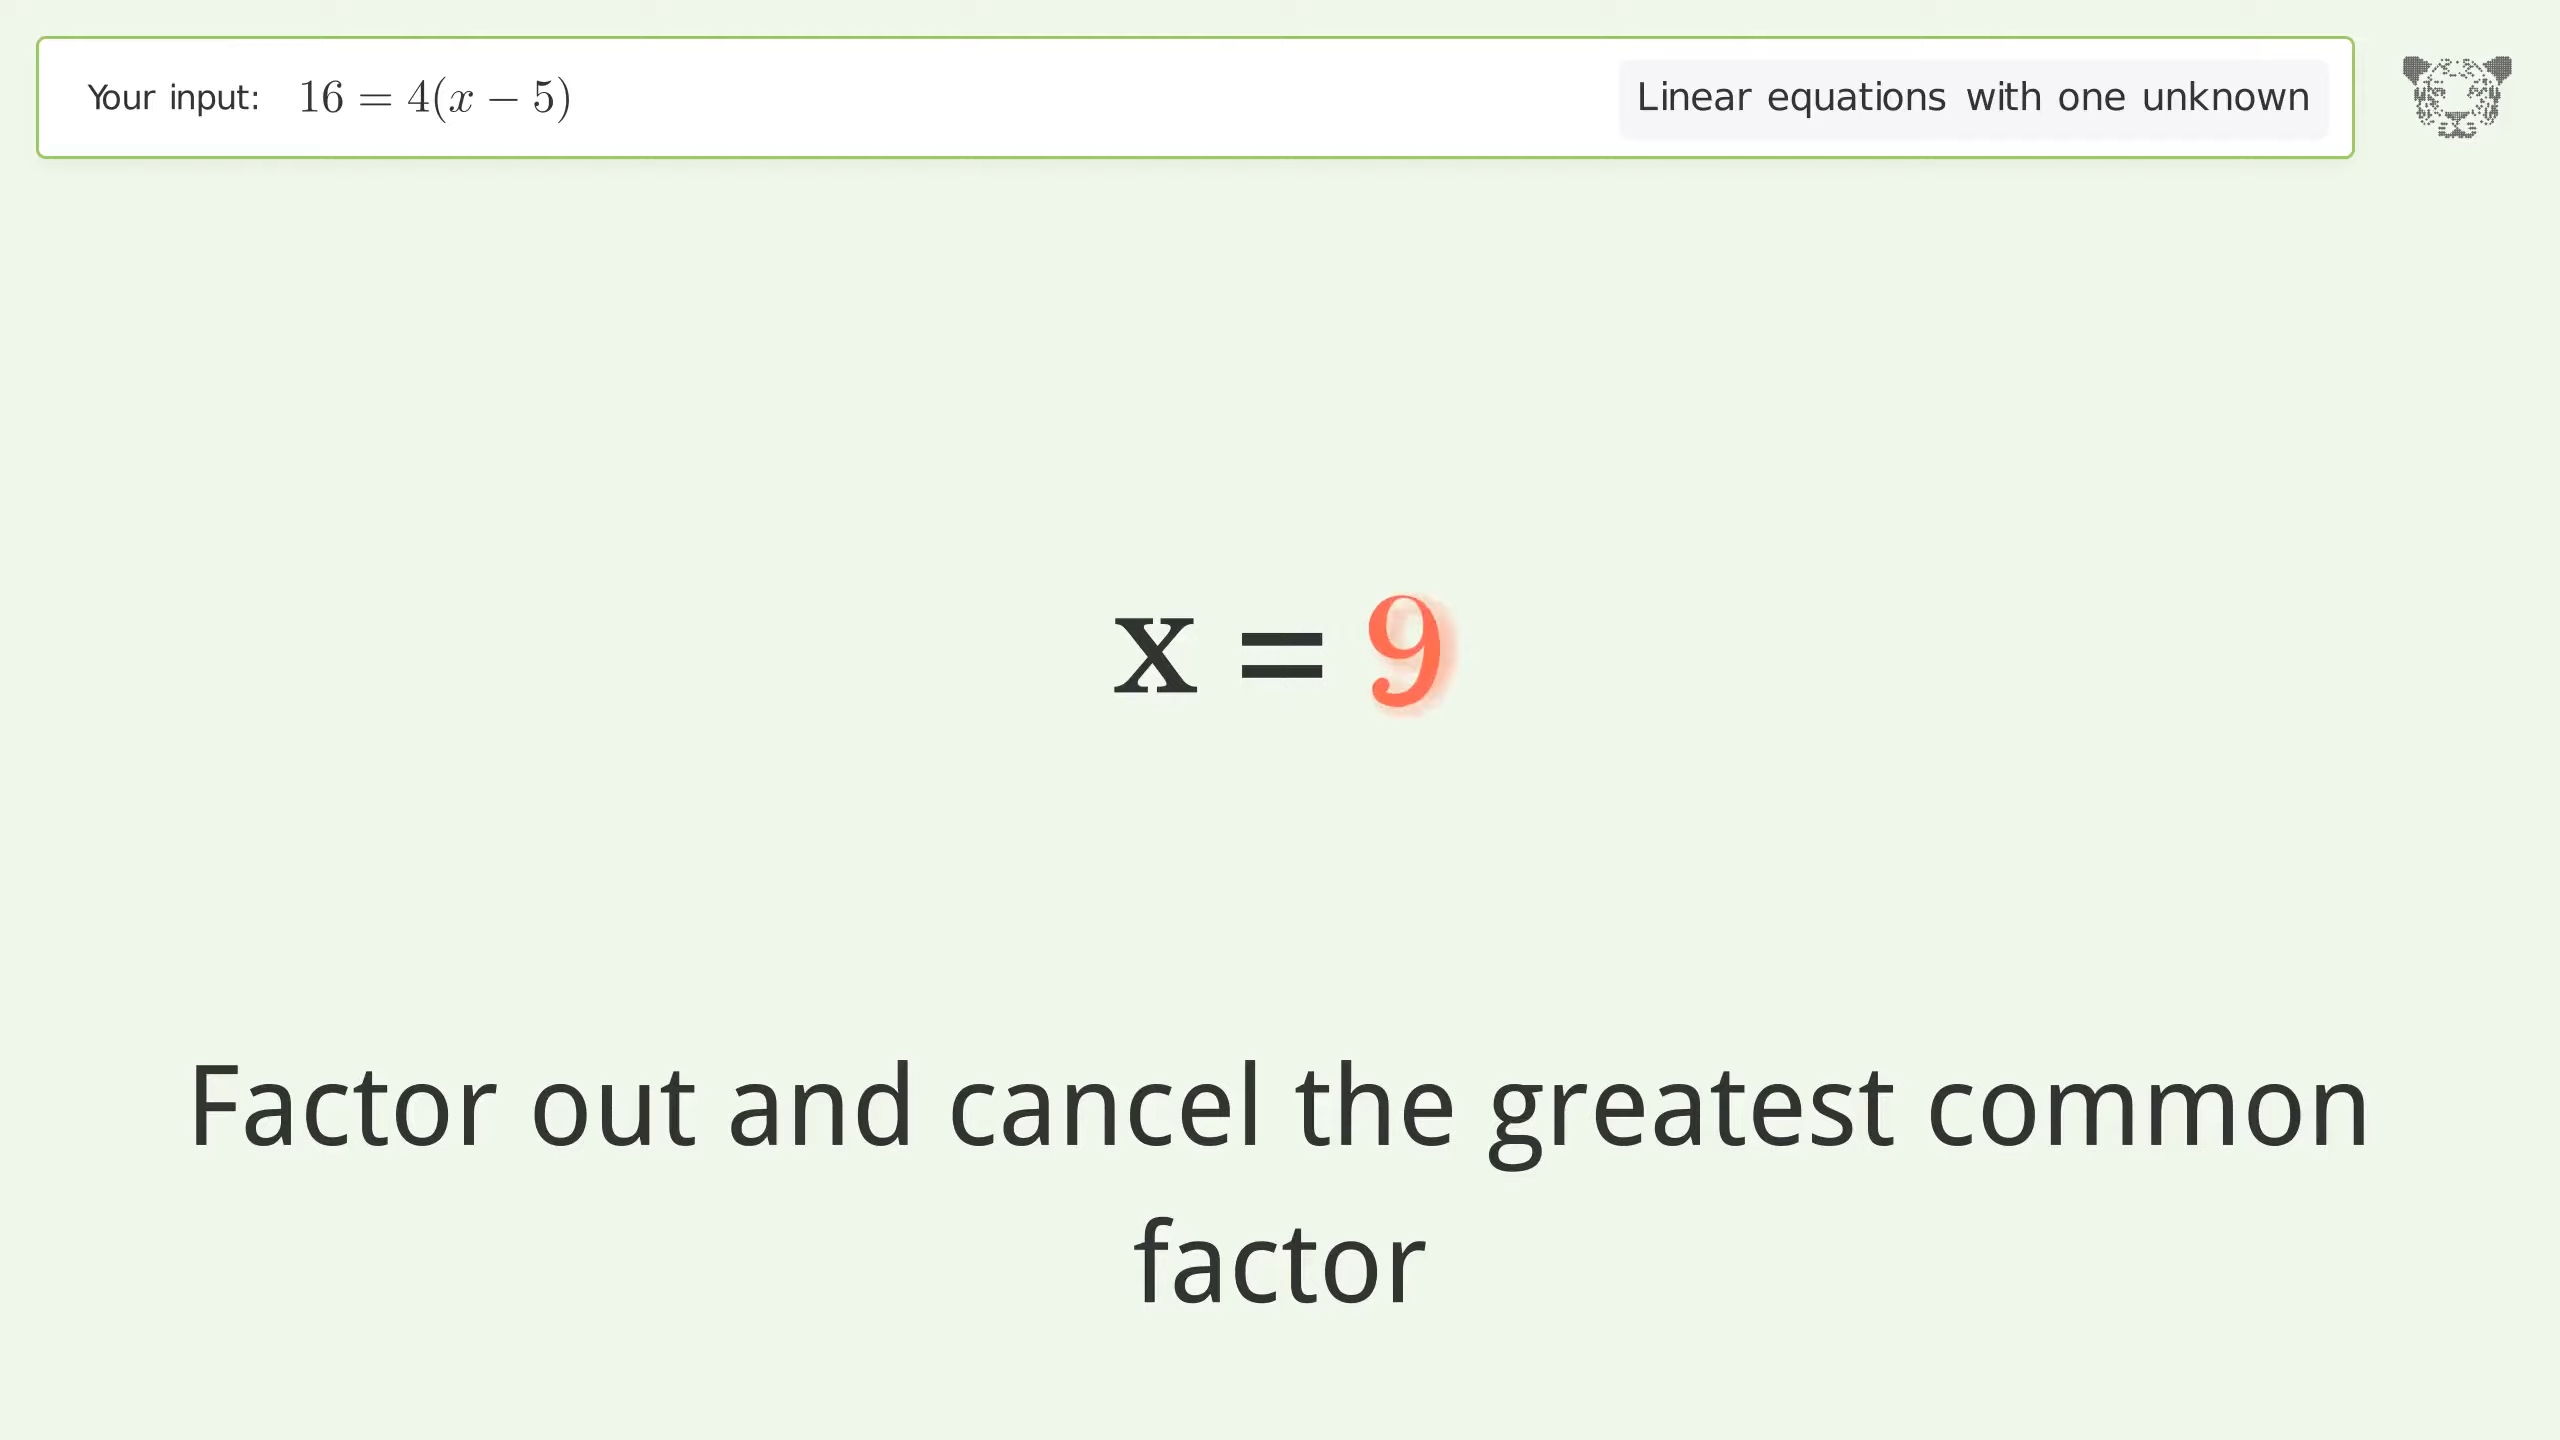 Your input: 16 = 4(x − 5)
Linear equations with one unknown
x = 9
Factor out and cancel the greatest common
factor